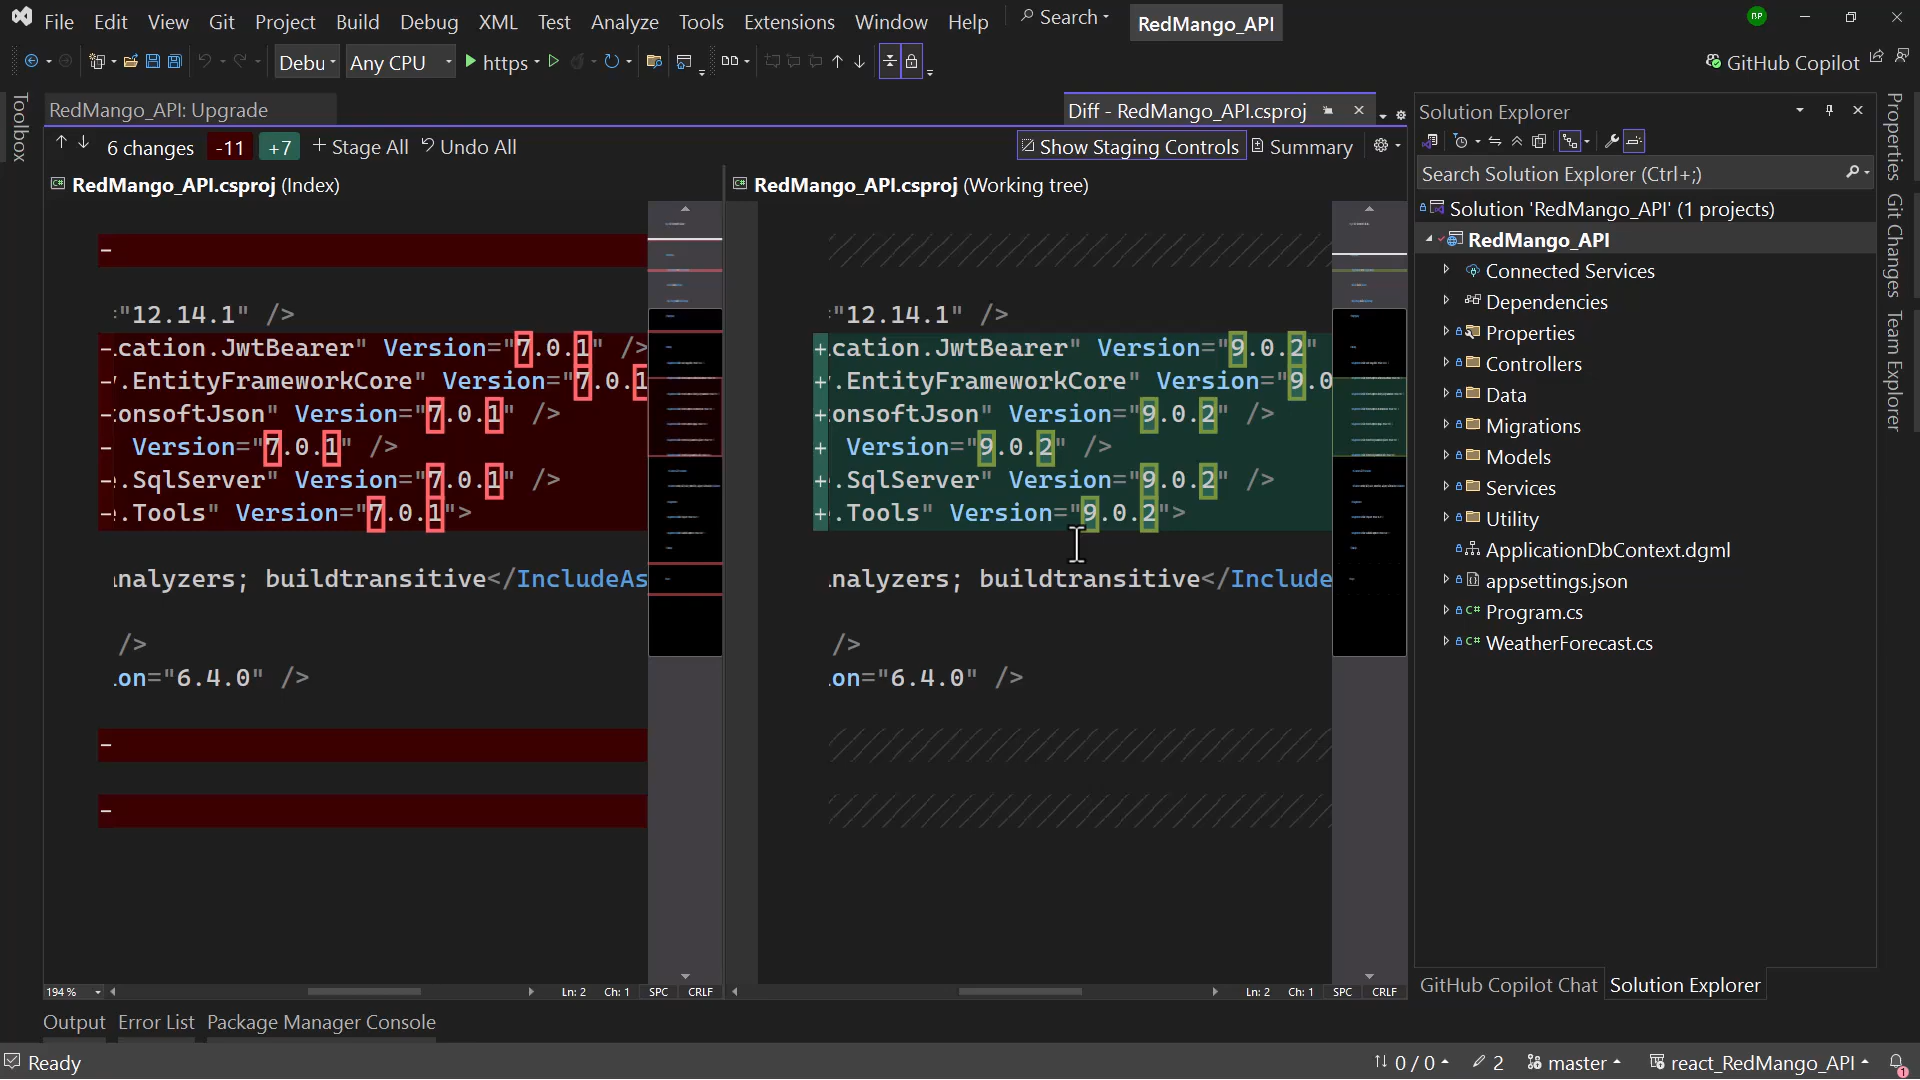 File Edit View Git Project Build Debug XML Test Analyze Tools Extensions Window Help Search RedMango_API RP
Debu Any CPU https GitHub Copilot
Toolbox
RedMango_API: Upgrade
Diff - RedMango_API.csproj
6 changes -11 +7 + Stage All Undo All Show Staging Controls Summary
RedMango_API.csproj (Index)
-
="12.14.1" />
-ication.JwtBearer" Version="7.0.1" />
-y.EntityFrameworkCore" Version="7.0.1
-onsoftJson" Version="7.0.1" />
- Version="7.0.1" />
-e.SqlServer" Version="7.0.1" />
-e.Tools" Version="7.0.1">
analyzers; buildtransitive</IncludeAs
/>
ion="6.4.0" />
-
-
194 % Ln: 2 Ch: 1 SPC CRLF
RedMango_API.csproj (Working tree)
="12.14.1" />
+cation.JwtBearer" Version="9.0.2"
+y.EntityFrameworkCore" Version="9.0
+onsoftJson" Version="9.0.2" />
+ Version="9.0.2" />
+e.SqlServer" Version="9.0.2" />
+e.Tools" Version="9.0.2">
nalyzers; buildtransitive</Include
/>
ion="6.4.0" />
Ln: 2 Ch: 1 SPC CRLF
Solution Explorer
Search Solution Explorer (Ctrl+;)
Solution 'RedMango_API' (1 projects)
RedMango_API
Connected Services
Dependencies
Properties
Controllers
Data
Migrations
Models
Services
Utility
ApplicationDbContext.dgml
appsettings.json
C# Program.cs
C# WeatherForecast.cs
GitHub Copilot Chat Solution Explorer
Properties
Git Changes
Team Explorer
Output Error List Package Manager Console
Ready 0 / 0 2 master react_RedMango_API 1